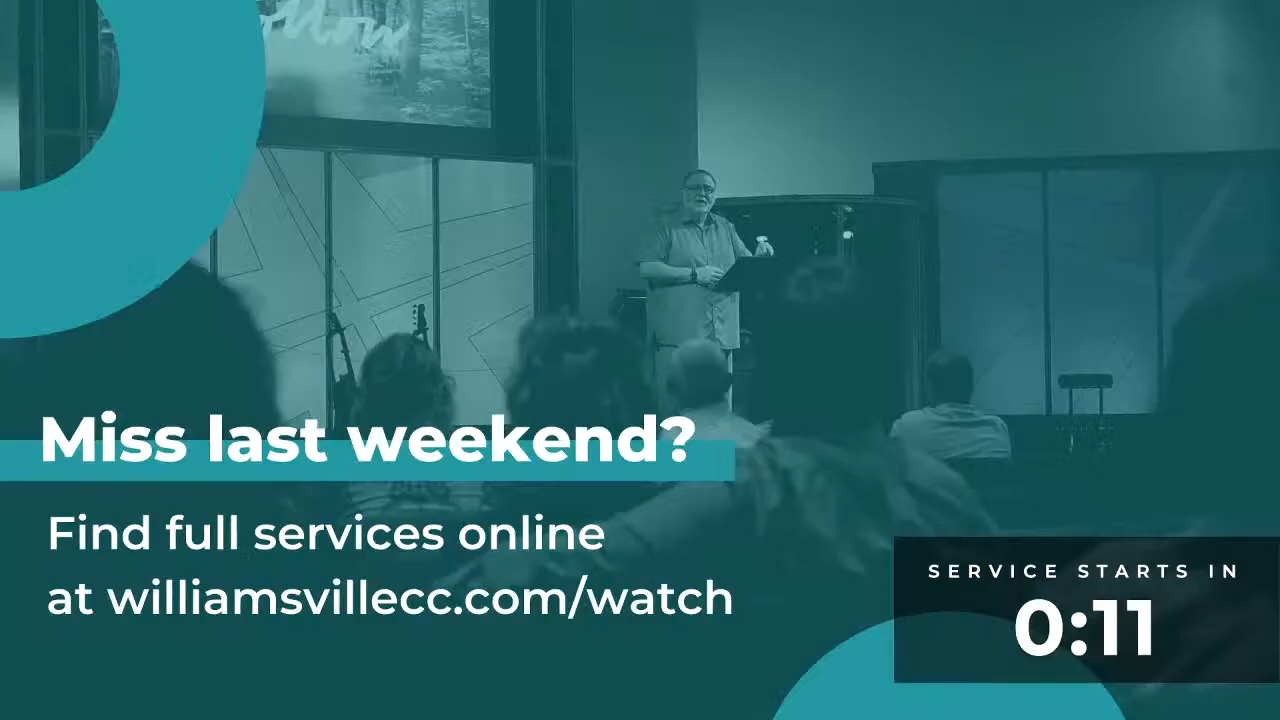 Miss last weekend?
Find full services online
at williamsvillecc.com/watch
SERVICE STARTS IN
0:11